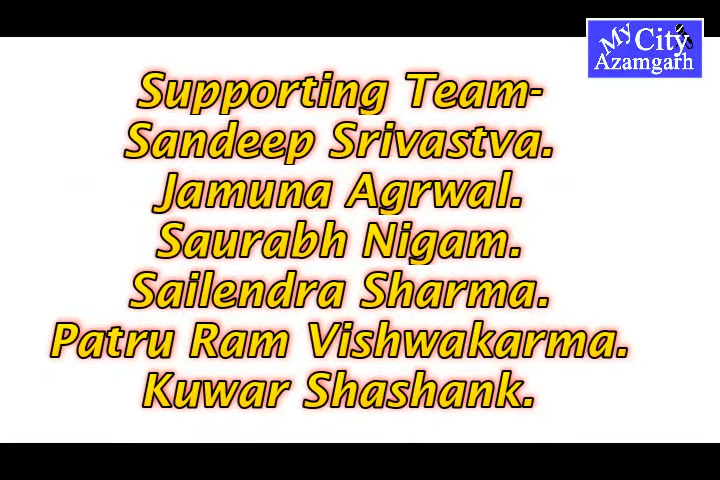 My City
Azamgarh
Supporting Team-
Sandeep Srivastva.
Jamuna Agrwal.
Saurabh Nigam.
Sailendra Sharma.
Patru Ram Vishwakarma.
Kuwar Shashank.